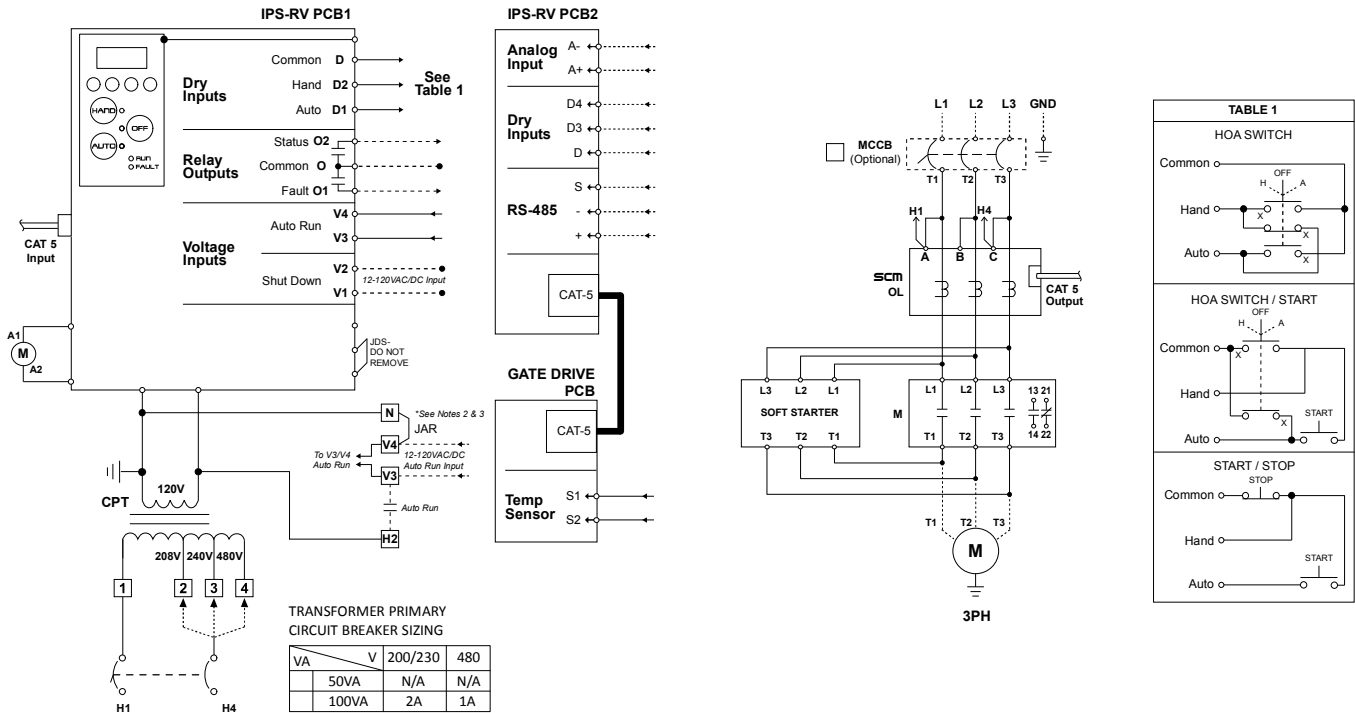 IPS-RV PCB1
HAND
OFF
AUTO
RUN
FAULT
Dry
Inputs
Common D
Hand D2
Auto D1
See
Table 1
Relay
Outputs
Status O2
Common O
Fault O1
Voltage
Inputs
Auto Run
V4
V3
Shut Down
V2
V1
12-120VAC/DC Input
CAT 5
Input
A1
M
A2
JDS-
DO NOT
REMOVE
N
*See Notes 2 & 3
JAR
V4
To V3/V4
Auto Run
12-120VAC/DC
Auto Run Input
V3
Auto Run
H2
CPT
120V
208V 240V 480V
1 2 3 4
H1 H4
TRANSFORMER PRIMARY
CIRCUIT BREAKER SIZING
VA V 200/230 480
50VA N/A N/A
100VA 2A 1A
IPS-RV PCB2
Analog
Input
A-
A+
Dry
Inputs
D4
D3
D
RS-485
S
-
+
CAT-5
GATE DRIVE
PCB
CAT-5
Temp
Sensor
S1
S2
L1 L2 L3 GND
MCCB
(Optional)
T1 T2 T3
H1 H4
A B C
scm
OL
CAT 5
Output
L3 L2 L1
SOFT STARTER
T3 T2 T1
M
L1 L2 L3
13 21
14 22
T1 T2 T3
T1 T2 T3
M
3PH
TABLE 1
HOA SWITCH
Common
OFF
H A
Hand
X
X
Auto
X
HOA SWITCH / START
OFF
H A
Common
X
Hand
X
START
Auto
START / STOP
STOP
Common
Hand
START
Auto